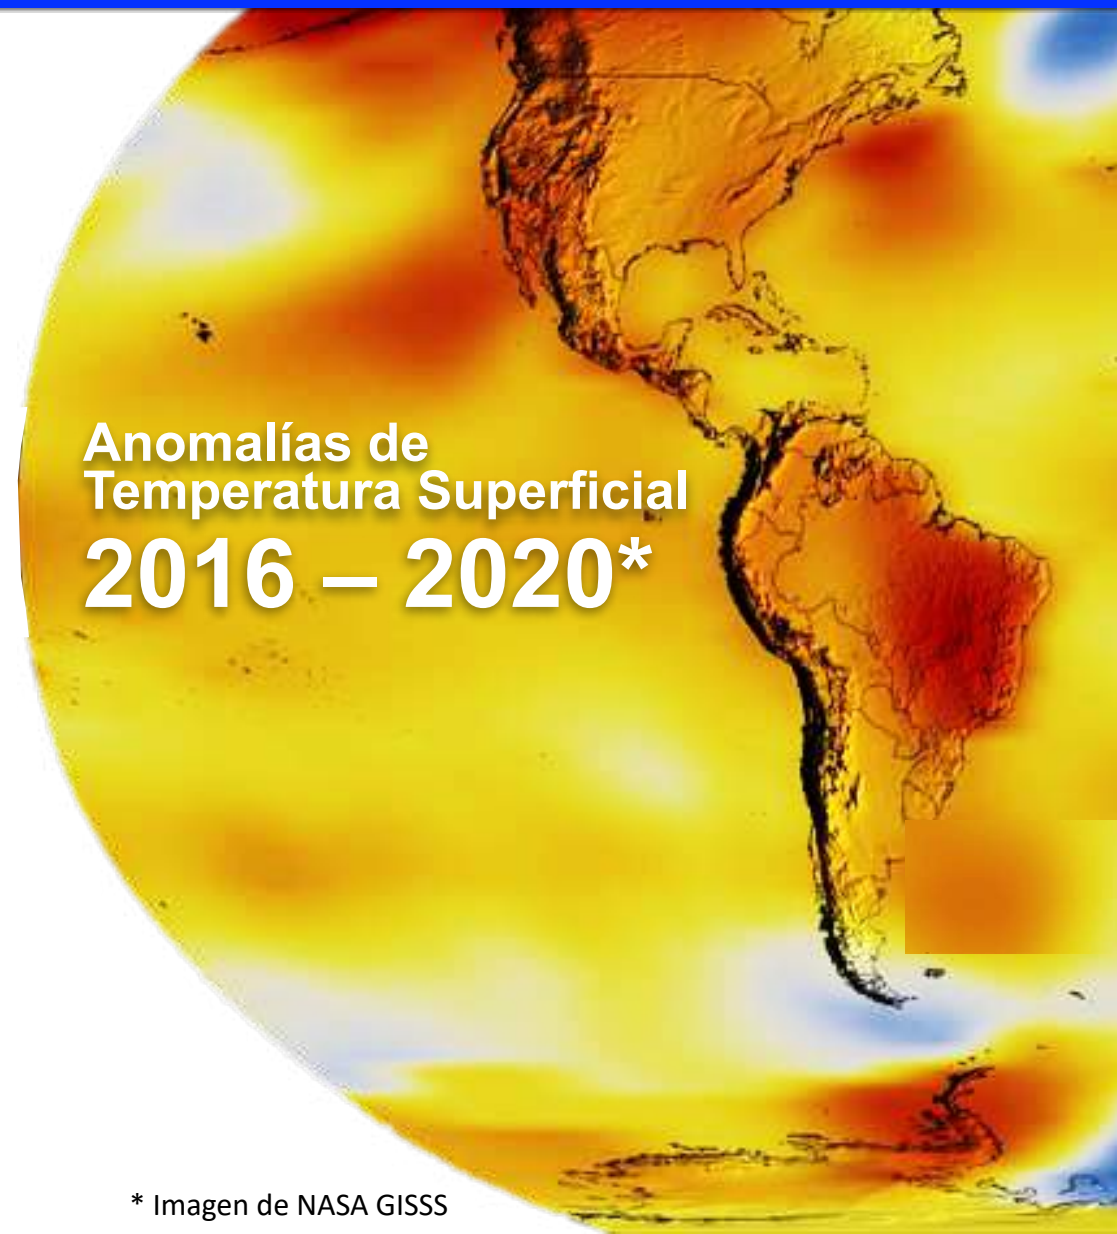 Anomalías de
Temperatura Superficial
2016 – 2020*
* Imagen de NASA GISSS